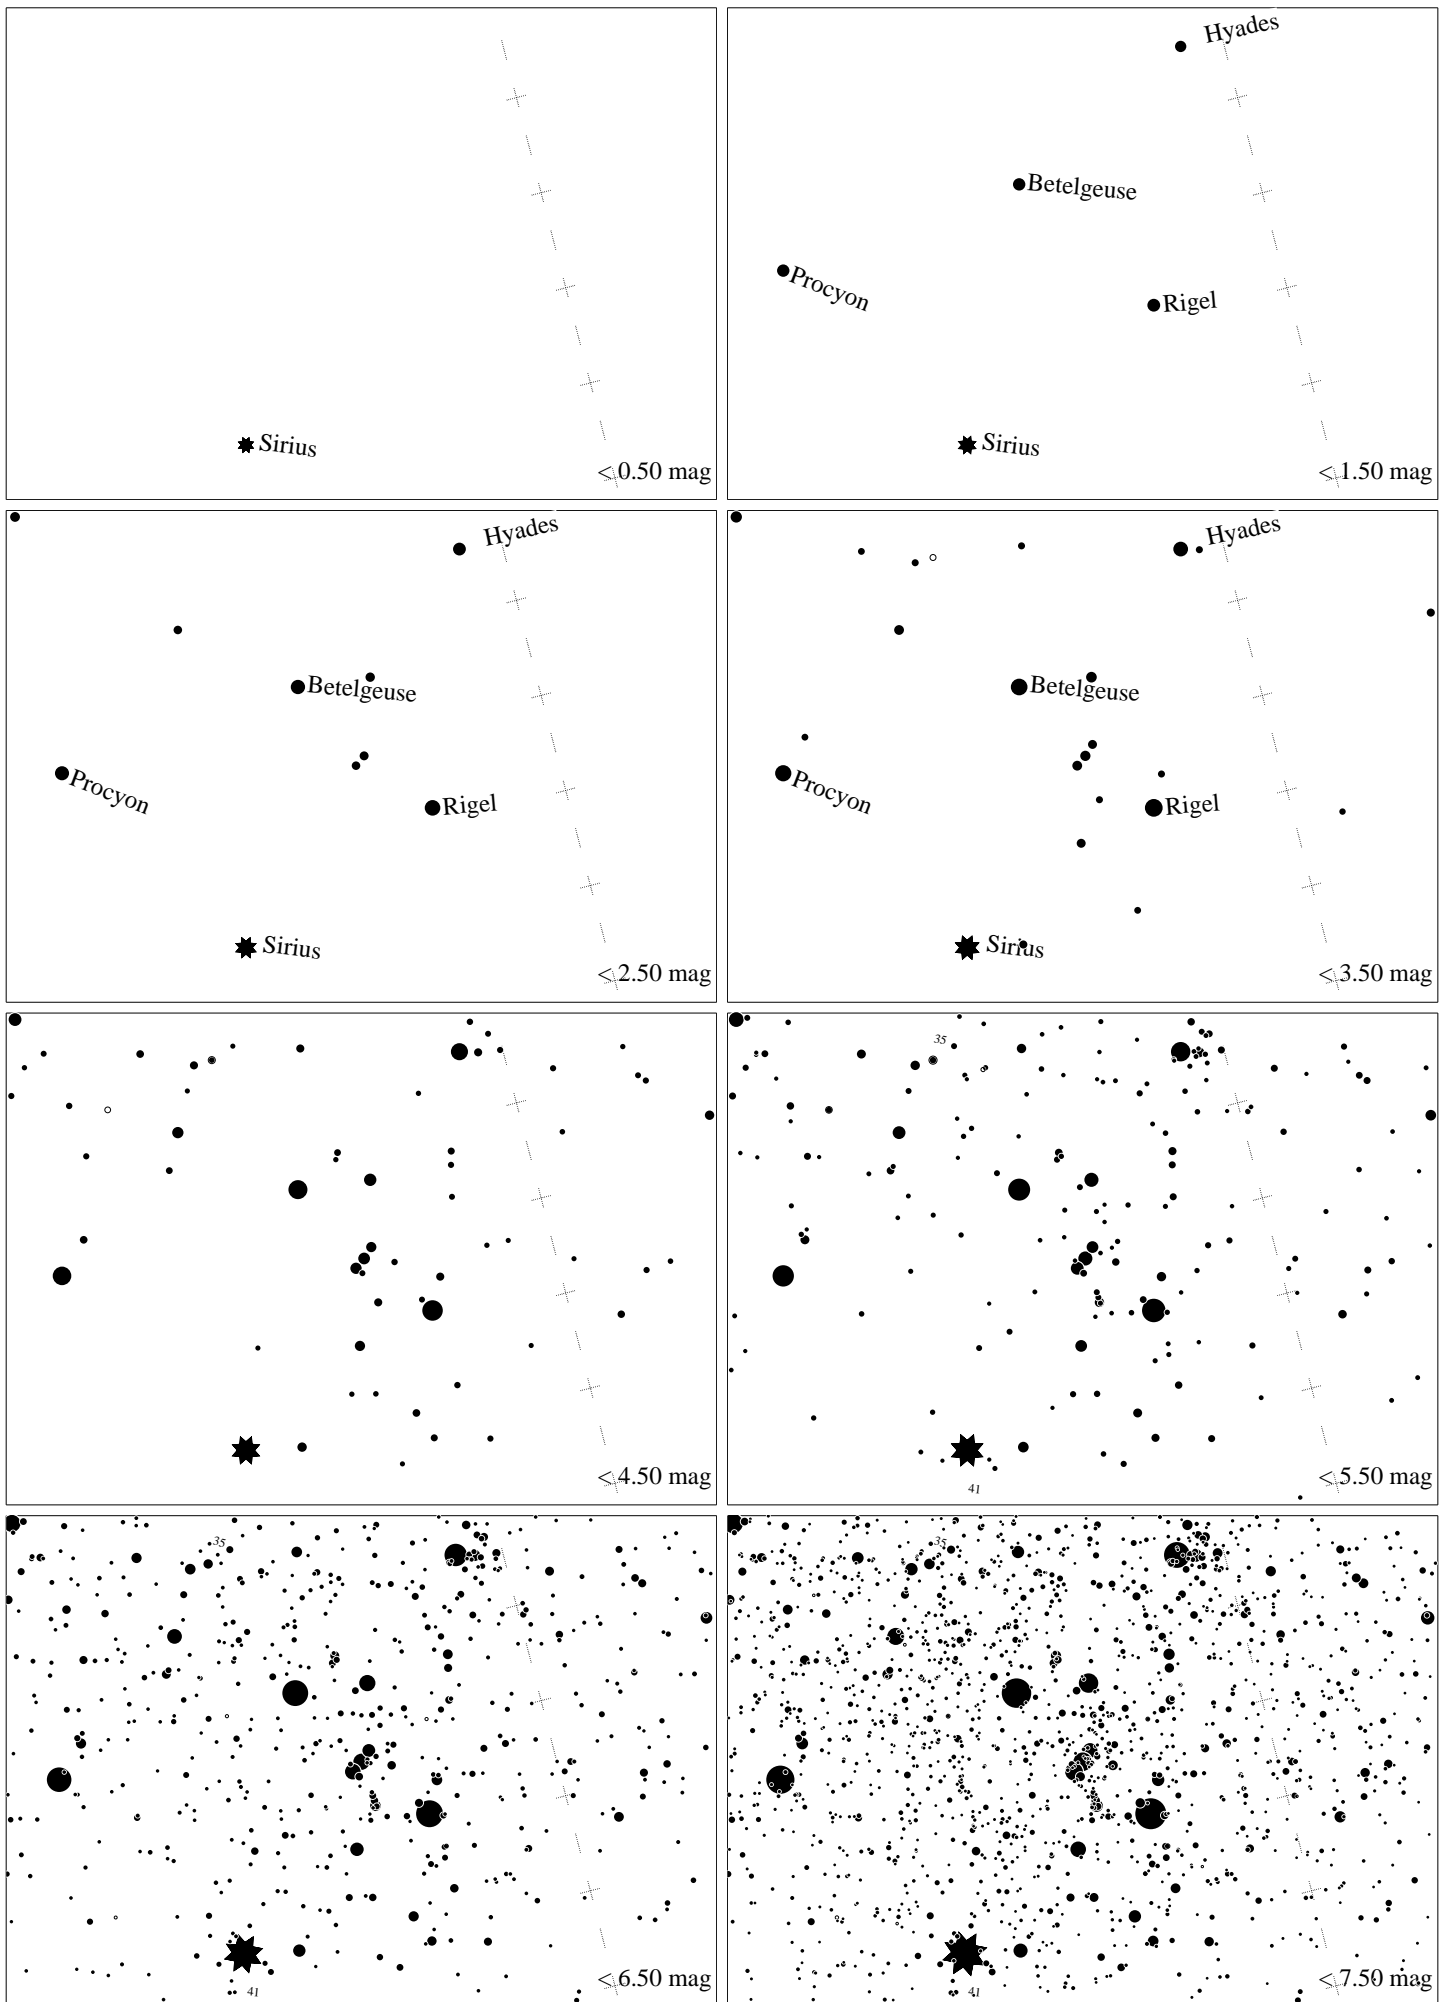 Sirius
< 0.50 mag
Hyades
Betelgeuse
Procyon
Rigel
Sirius
< 1.50 mag
Hyades
Betelgeuse
Procyon
Rigel
Sirius
< 2.50 mag
Hyades
Betelgeuse
Procyon
Rigel
Sirius
< 3.50 mag
< 4.50 mag
35
41
< 5.50 mag
35
41
< 6.50 mag
35
41
< 7.50 mag